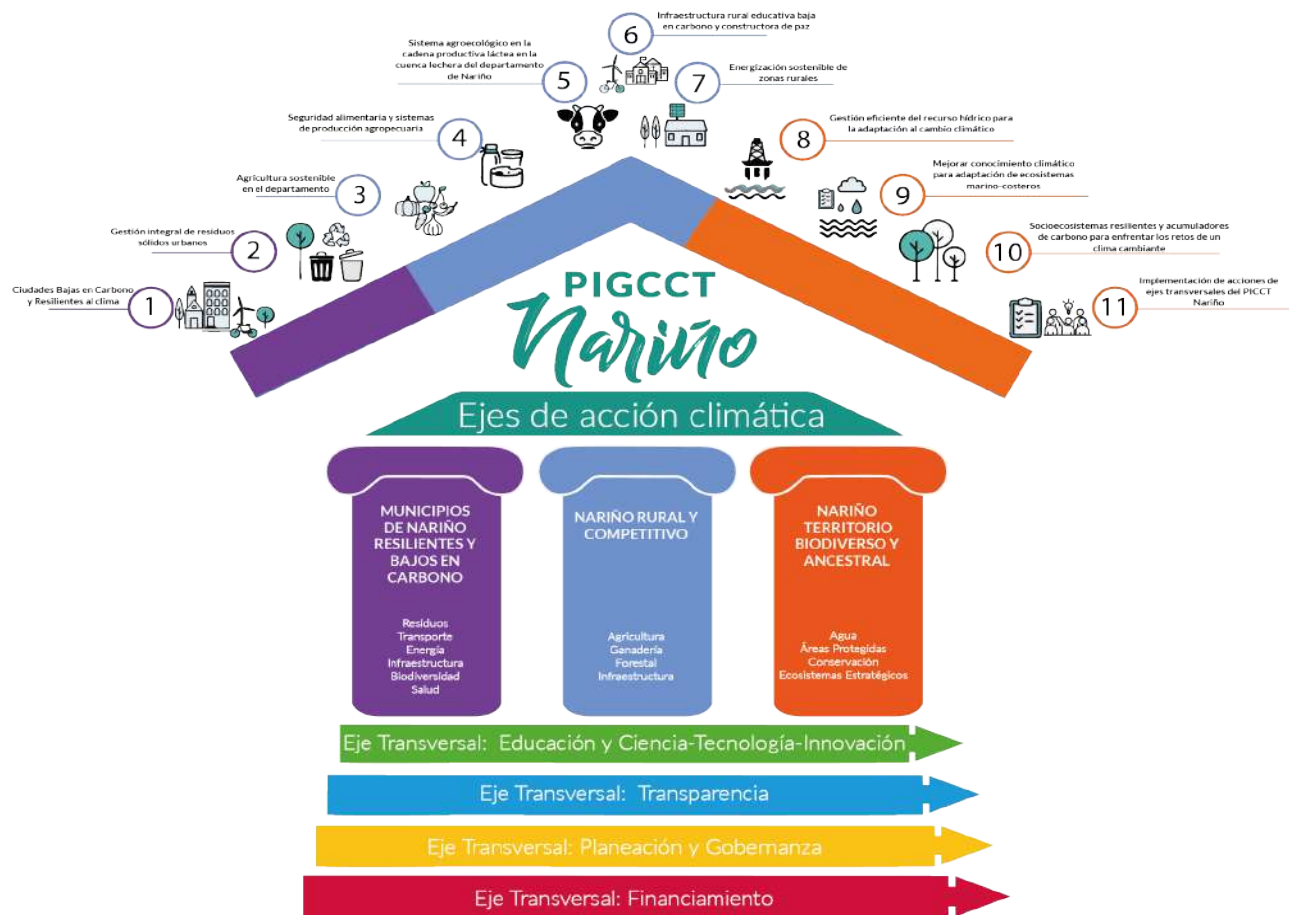 Ciudades Bajas en Carbono
y Resilientes al clima
1
Gestión integral de residuos
sólidos urbanos
2
Agricultura sostenible
en el departamento
3
Seguridad alimentaria y sistemas
de producción agropecuaria
4
Sistema agroecológico en la
cadena productiva láctea en la
cuenca lechera del departamento
de Nariño
5
6
Infraestructura rural educativa baja
en carbono y constructora de paz
7
Energización sostenible de
zonas rurales
8
Gestión eficiente del recurso hídrico para
la adaptación al cambio climático
9
Mejorar conocimiento climático
para adaptación de ecosistemas
marino-costeros
10
Socioecosistemas resilientes y acumuladores
de carbono para enfrentar los retos de un
clima cambiante
11
Implementación de acciones de
ejes transversales del PICCT
Nariño
PIGCCT
Nariño
Ejes de acción climática
MUNICIPIOS
DE NARIÑO
RESILIENTES Y
BAJOS EN
CARBONO
Residuos
Transporte
Energía
Infraestructura
Biodiversidad
Salud
NARIÑO RURAL Y
COMPETITIVO
Agricultura
Ganadería
Forestal
Infraestructura
NARIÑO
TERRITORIO
BIODIVERSO Y
ANCESTRAL
Agua
Áreas Protegidas
Conservación
Ecosistemas Estratégicos
Eje Transversal: Educación y Ciencia-Tecnología-Innovación
Eje Transversal: Transparencia
Eje Transversal: Planeación y Gobernanza
Eje Transversal: Financiamiento